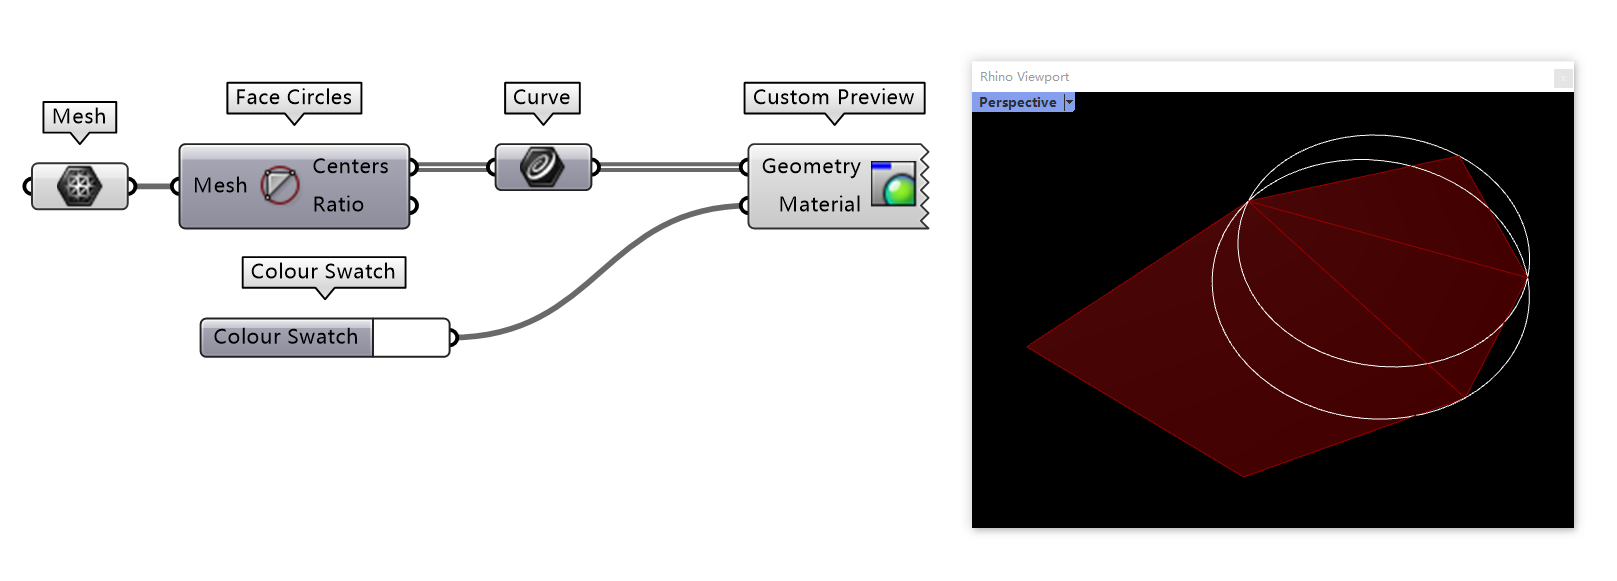 Mesh
Face Circles
Curve
Custom Preview
Mesh
Centers
Ratio
Geometry
Material
Colour Swatch
Colour Swatch
Rhino Viewport
Perspective